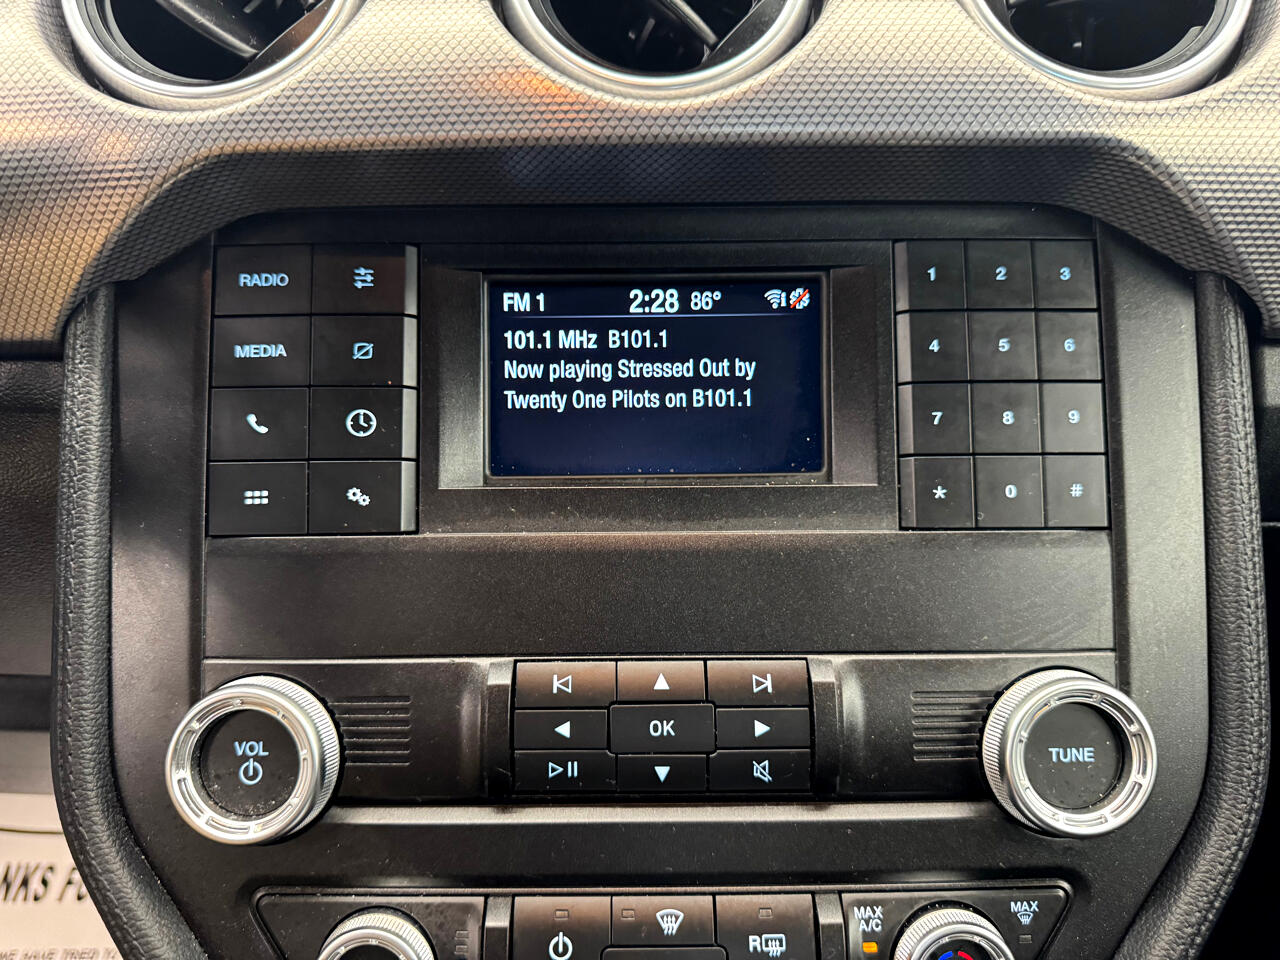 RADIO
MEDIA
FM 1 2:28 86°
101.1 MHz B101.1
Now playing Stressed Out by
Twenty One Pilots on B101.1
1 2 3
4 5 6
7 8 9
* 0 #
VOL
OK
TUNE
MAX
A/C
MAX
R
NKS FO